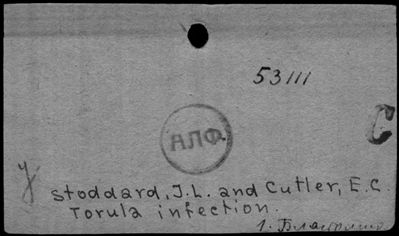 53111
С
АЛФ.
У
Stoddard, J.L. and Cutler, E.C.
Torula infection.